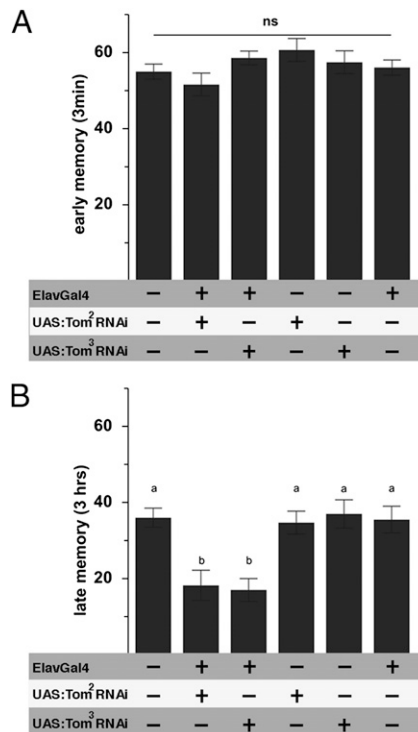 A
ns
60
40
20
early memory (3min)
ElavGal4 − + + − − +
UAS:Tom² RNAi − + − + − −
UAS:Tom³ RNAi − − + − + −
B
60
40
20
late memory (3 hrs)
a b b a a a
ElavGal4 − + + − − +
UAS:Tom² RNAi − + − + − −
UAS:Tom³ RNAi − − + − + −